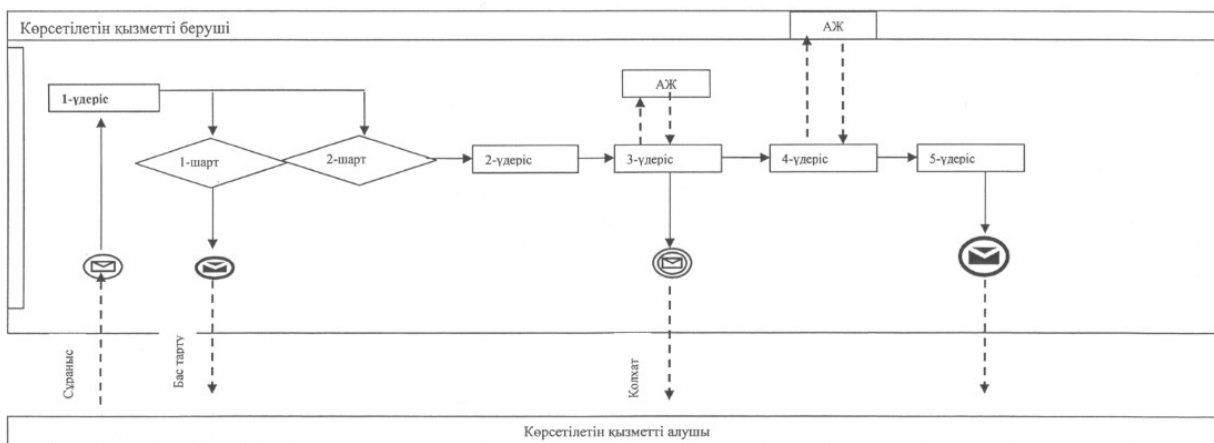 Көрсетілетін қызметті беруші
АЖ
АЖ
1-үдеріс
1-шарт
2-шарт
2-үдеріс
3-үдеріс
4-үдеріс
5-үдеріс
Сұраныс
Бас тарту
Қолхат
Көрсетілетін қызметті алушы